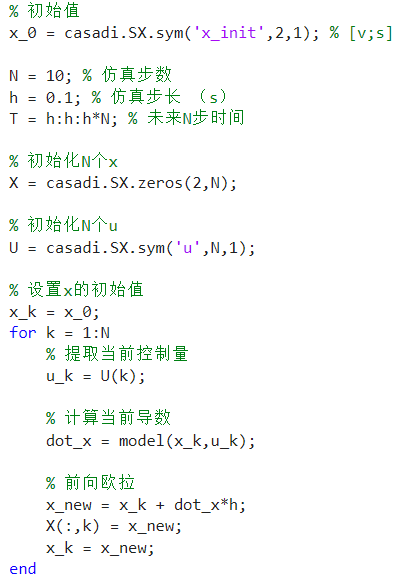 % 初始值
x_0 = casadi.SX.sym('x_init',2,1); % [v;s]
N = 10; % 仿真步数
h = 0.1; % 仿真步长 （s）
T = h:h:h*N; % 未来N步时间
% 初始化N个x
X = casadi.SX.zeros(2,N);
% 初始化N个u
U = casadi.SX.sym('u',N,1);
% 设置x的初始值
x_k = x_0;
for k = 1:N
    % 提取当前控制量
    u_k = U(k);
    % 计算当前导数
    dot_x = model(x_k,u_k);
    % 前向欧拉
    x_new = x_k + dot_x*h;
    X(:,k) = x_new;
    x_k = x_new;
end